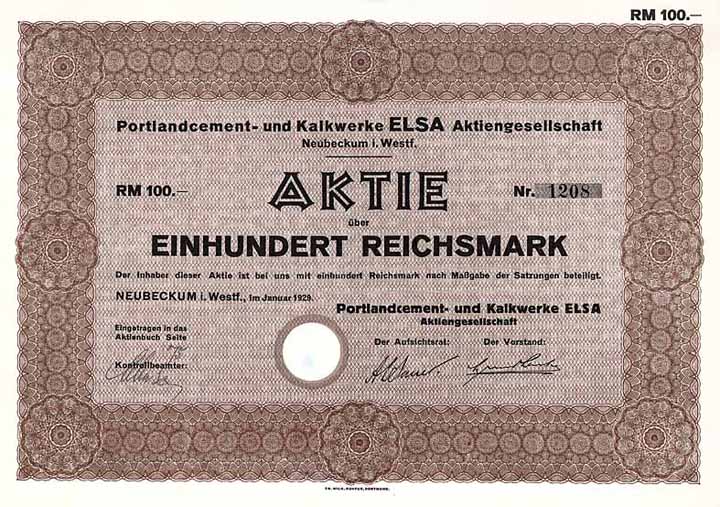 RM 100.—
Portlandcement- und Kalkwerke ELSA Aktiengesellschaft
Neubeckum i. Westf.
RM 100.— AKTIE Nr. 1208
über
EINHUNDERT REICHSMARK
Der Inhaber dieser Aktie ist bei uns mit einhundert Reichsmark nach Maßgabe der Satzungen beteiligt.
NEUBECKUM i. Westf., im Januar 1929.
Portlandcement- und Kalkwerke ELSA
Aktiengesellschaft
Eingetragen in das
Aktienbuch Seite
Kontrollbeamter:
Der Aufsichtsrat: Der Vorstand: